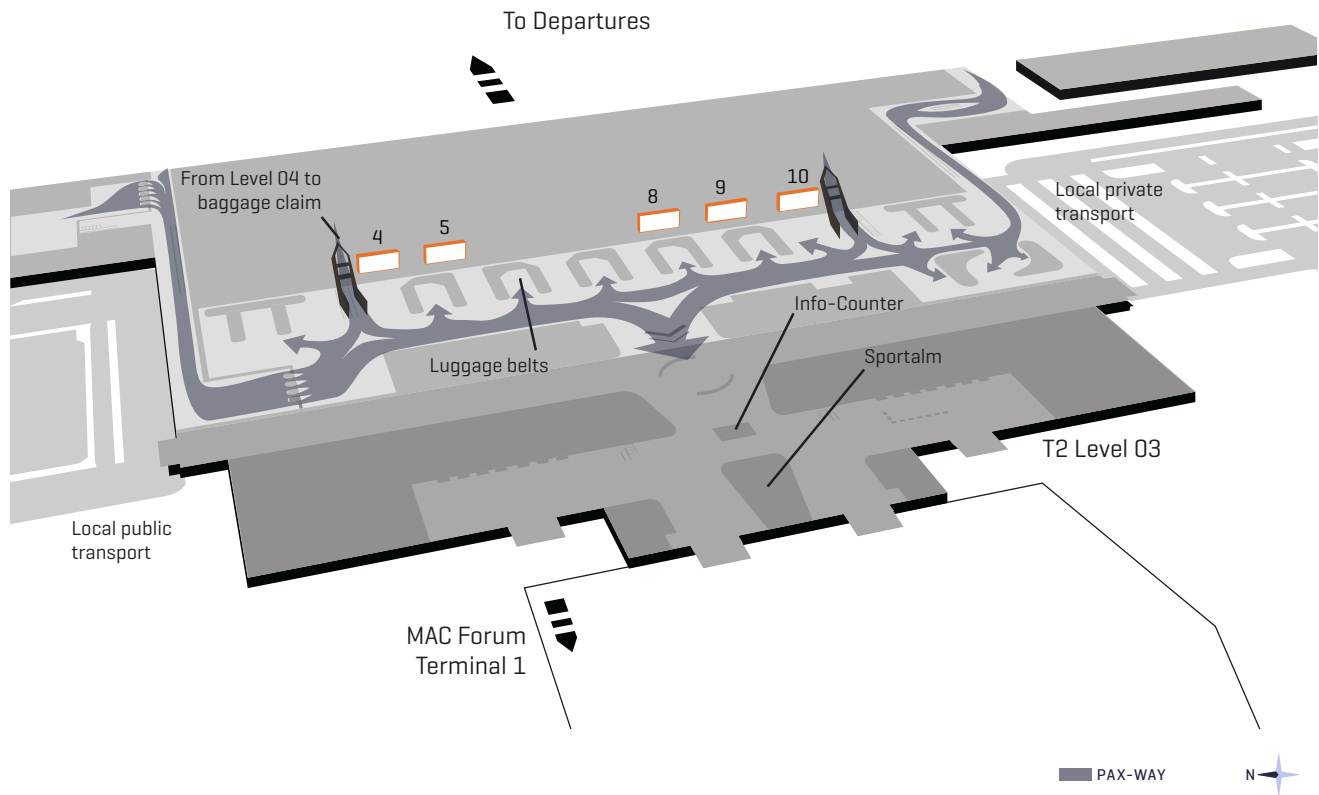 To Departures
From Level 04 to
baggage claim
4
5
8
9
10
Local private
transport
Info-Counter
Sportalm
Luggage belts
T2 Level 03
Local public
transport
MAC Forum
Terminal 1
PAX-WAY
N